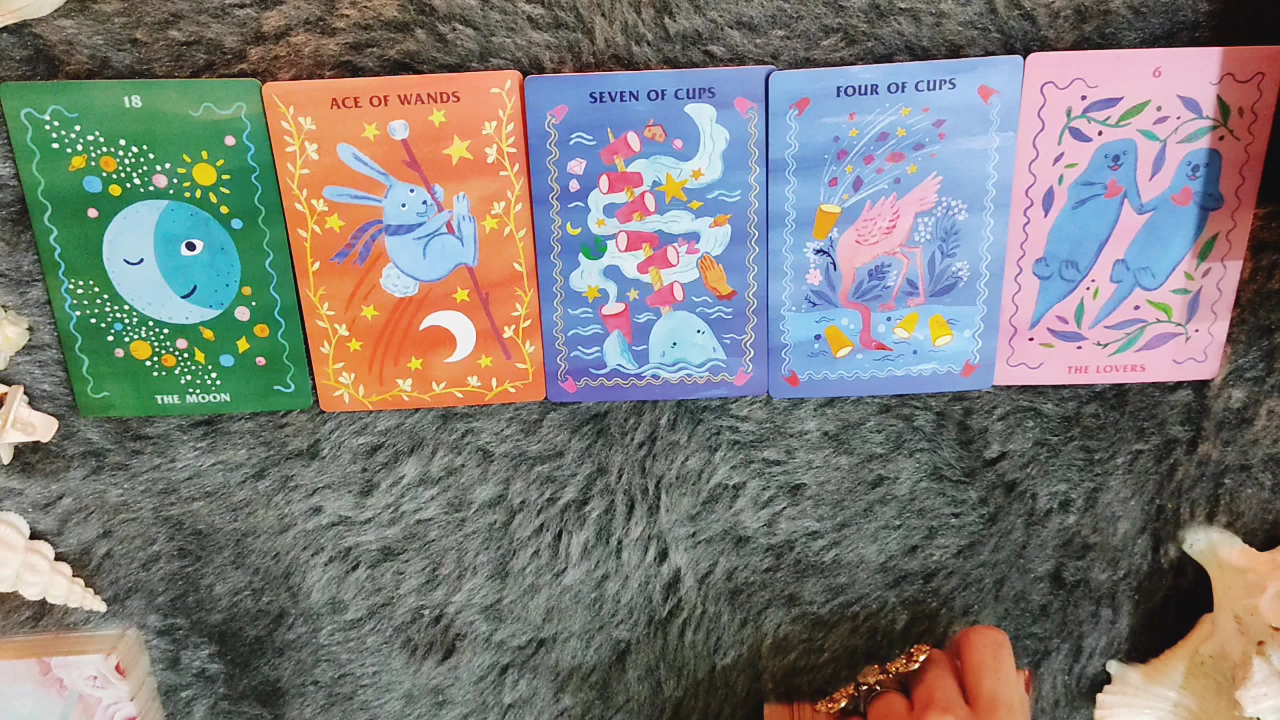 18
THE MOON
ACE OF WANDS
SEVEN OF CUPS
FOUR OF CUPS
6
THE LOVERS